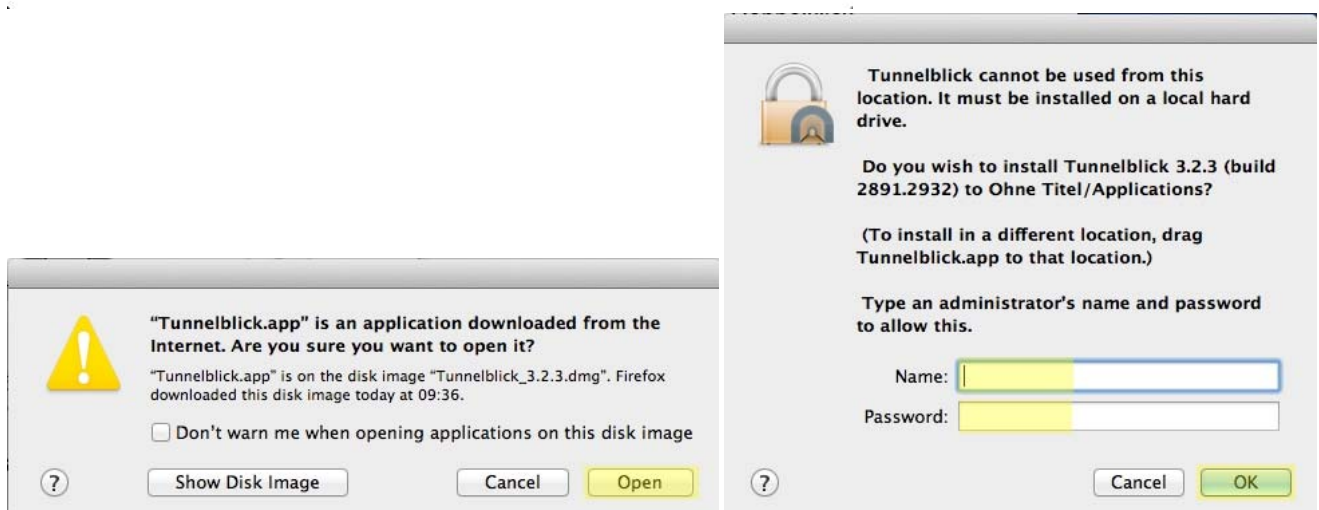 “Tunnelblick.app” is an application downloaded from the
Internet. Are you sure you want to open it?
“Tunnelblick.app” is on the disk image “Tunnelblick_3.2.3.dmg”. Firefox
downloaded this disk image today at 09:36.
Don’t warn me when opening applications on this disk image
? Show Disk Image Cancel Open
Tunnelblick cannot be used from this
location. It must be installed on a local hard
drive.
Do you wish to install Tunnelblick 3.2.3 (build
2891.2932) to Ohne Titel/Applications?
(To install in a different location, drag
Tunnelblick.app to that location.)
Type an administrator’s name and password
to allow this.
Name:
Password:
? Cancel OK